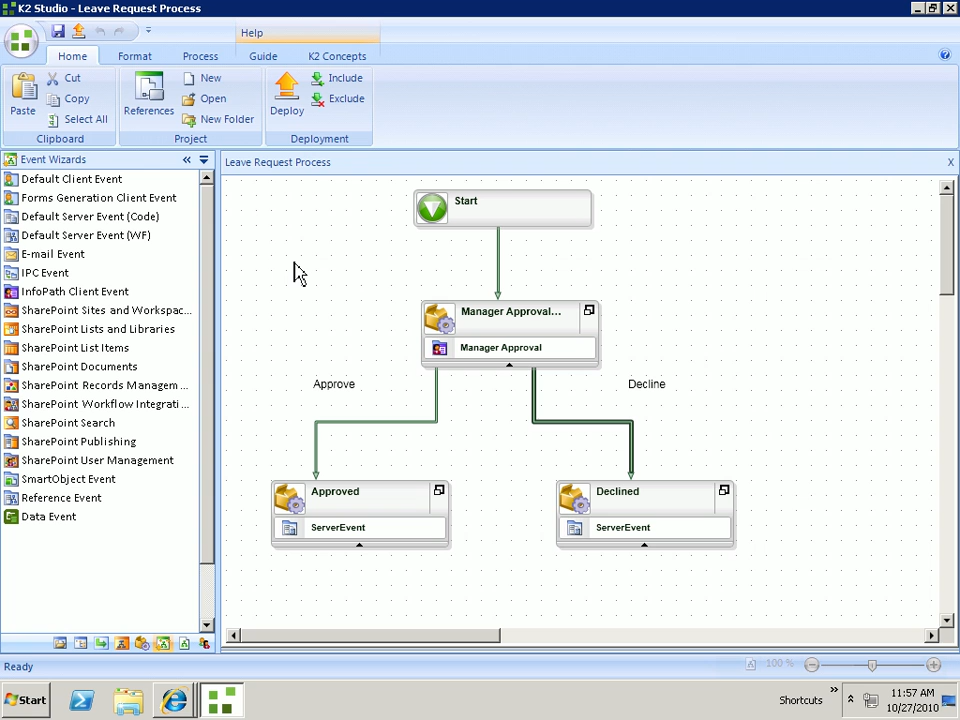 K2 Studio - Leave Request Process
Help
Home
Format
Process
Guide
K2 Concepts
Paste
Cut
Copy
Select All
Clipboard
References
New
Open
New Folder
Project
Deploy
Include
Exclude
Deployment
Event Wizards
Default Client Event
Forms Generation Client Event
Default Server Event (Code)
Default Server Event (WF)
E-mail Event
IPC Event
InfoPath Client Event
SharePoint Sites and Workspac...
SharePoint Lists and Libraries
SharePoint List Items
SharePoint Documents
SharePoint Records Managem ...
SharePoint Workflow Integrati...
SharePoint Search
SharePoint Publishing
SharePoint User Management
SmartObject Event
Reference Event
Data Event
Leave Request Process
X
Start
Manager Approval...
Manager Approval
Approve
Decline
Approved
ServerEvent
Declined
ServerEvent
Ready
100 %
Start
Shortcuts
11:57 AM
10/27/2010